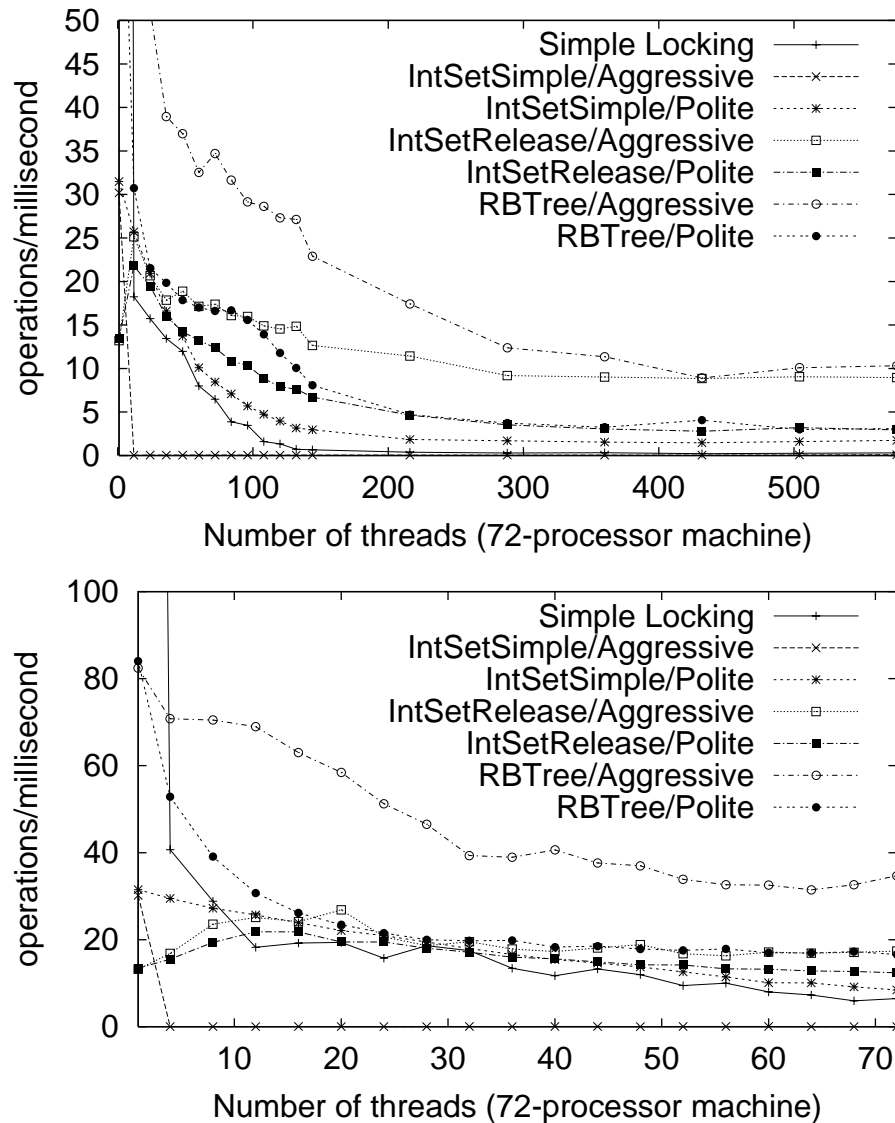 50
45
40
35
30
25
20
15
10
5
0
operations/millisecond
Simple Locking
IntSetSimple/Aggressive
IntSetSimple/Polite
IntSetRelease/Aggressive
IntSetRelease/Polite
RBTree/Aggressive
RBTree/Polite
0 100 200 300 400 500
Number of threads (72-processor machine)
100
80
60
40
20
0
operations/millisecond
Simple Locking
IntSetSimple/Aggressive
IntSetSimple/Polite
IntSetRelease/Aggressive
IntSetRelease/Polite
RBTree/Aggressive
RBTree/Polite
10 20 30 40 50 60 70
Number of threads (72-processor machine)